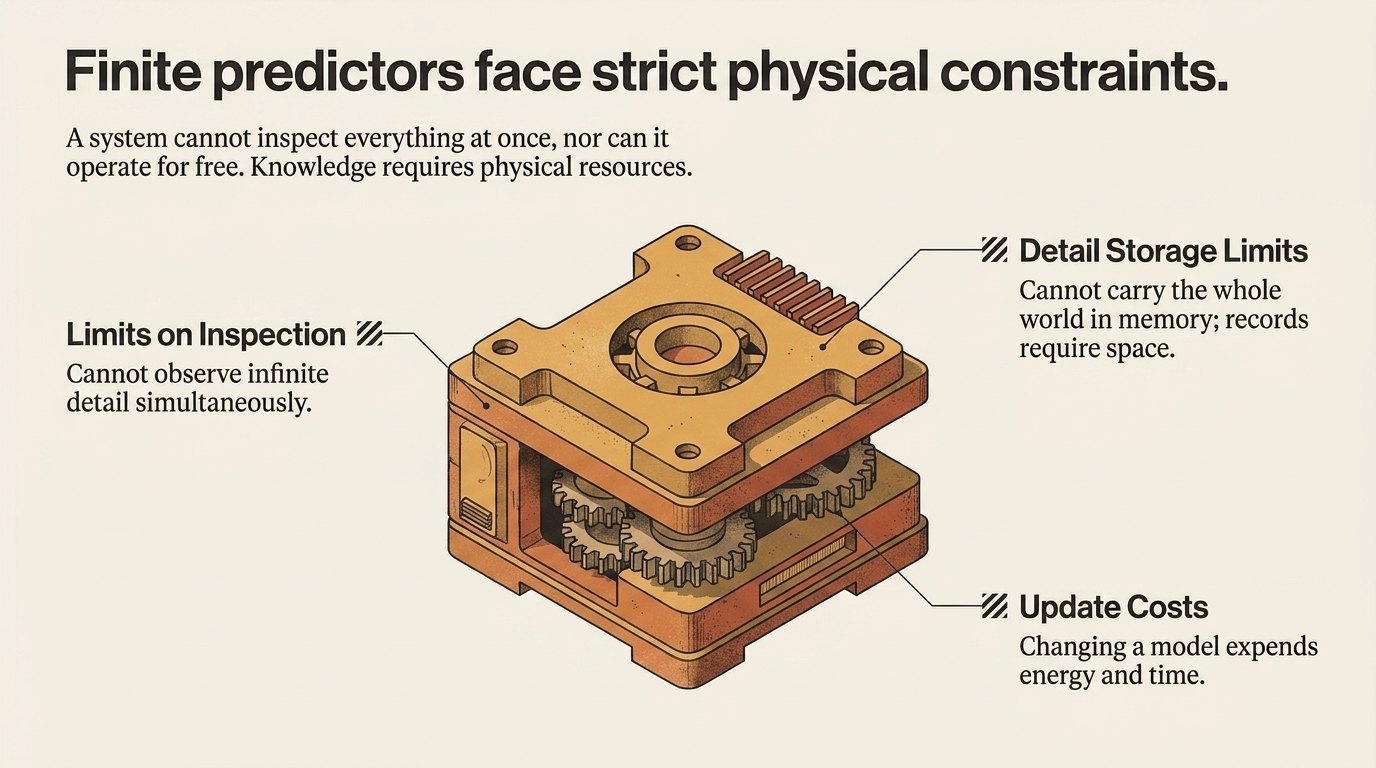 Finite predictors face strict physical constraints.
A system cannot inspect everything at once, nor can it
operate for free. Knowledge requires physical resources.
Limits on Inspection
Cannot observe infinite
detail simultaneously.
Detail Storage Limits
Cannot carry the whole
world in memory; records
require space.
Update Costs
Changing a model expends
energy and time.